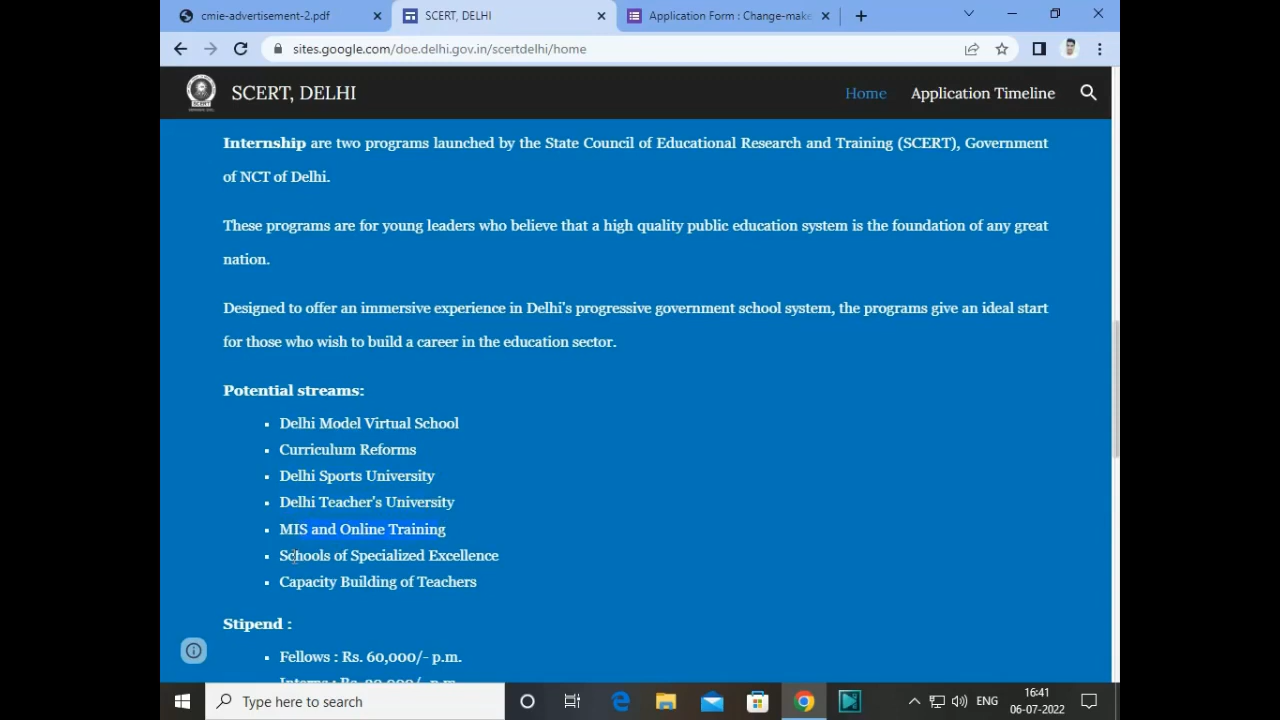 cmie-advertisement-2.pdf
SCERT, DELHI
Application Form : Change-make
sites.google.com/doe.delhi.gov.in/scertdelhi/home
SCERT, DELHI
Home
Application Timeline
Internship are two programs launched by the State Council of Educational Research and Training (SCERT), Government
of NCT of Delhi.
These programs are for young leaders who believe that a high quality public education system is the foundation of any great
nation.
Designed to offer an immersive experience in Delhi's progressive government school system, the programs give an ideal start
for those who wish to build a career in the education sector.
Potential streams:
Delhi Model Virtual School
Curriculum Reforms
Delhi Sports University
Delhi Teacher's University
MIS and Online Training
Schools of Specialized Excellence
Capacity Building of Teachers
Stipend :
Fellows : Rs. 60,000/- p.m.
Type here to search
ENG
16:41
06-07-2022